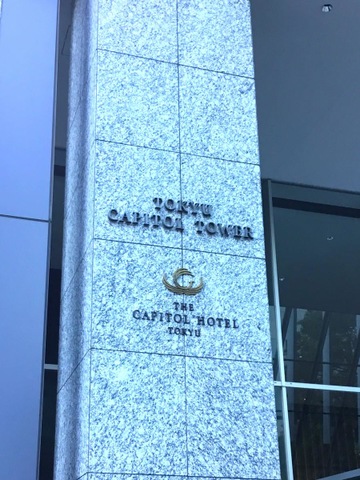 TOKYU
CAPITOL TOWER
THE
CAPITOL HOTEL
TOKYU